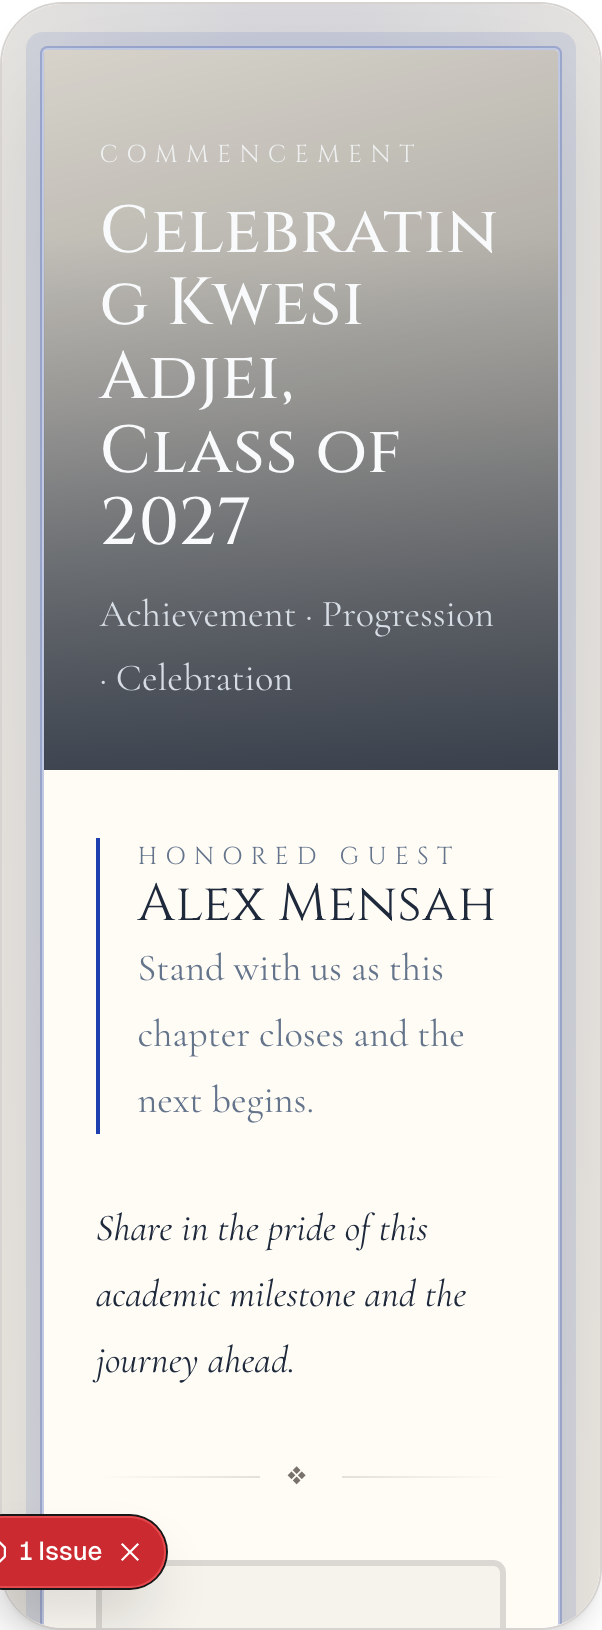 COMMENCEMENT
CELEBRATIN
G KWESI
ADJEI,
CLASS OF
2027
Achievement · Progression
· Celebration
HONORED GUEST
ALEX MENSAH
Stand with us as this
chapter closes and the
next begins.
Share in the pride of this
academic milestone and the
journey ahead.
1 Issue